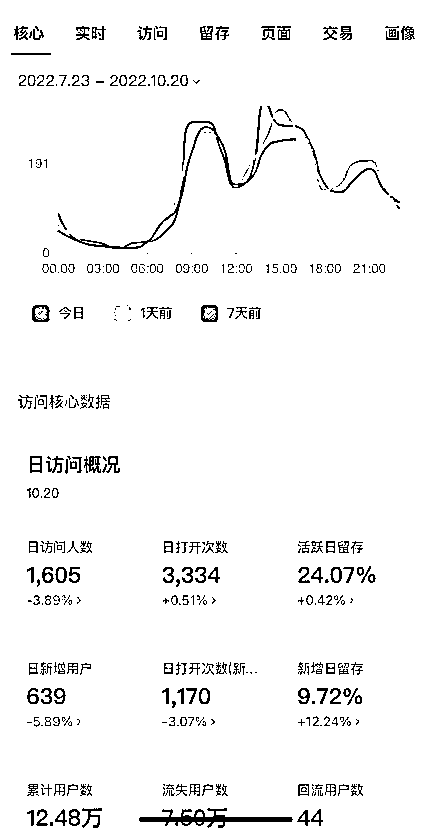 核心 实时 访问 留存 页面 交易 画像
2022.7.23 – 2022.10.20
191
0
00:00 03:00 06:00 09:00 12:00 15:00 18:00 21:00
今日 1天前 7天前
访问核心数据
日访问概况
10.20
日访问人数 日打开次数 活跃日留存
1,605 3,334 24.07%
-3.89% › +0.51% › +0.42% ›
日新增用户 日打开次数(新... 新增日留存
639 1,170 9.72%
-5.89% › -3.07% › +12.24% ›
累计用户数 流失用户数 回流用户数
12.48万 7.50万 44